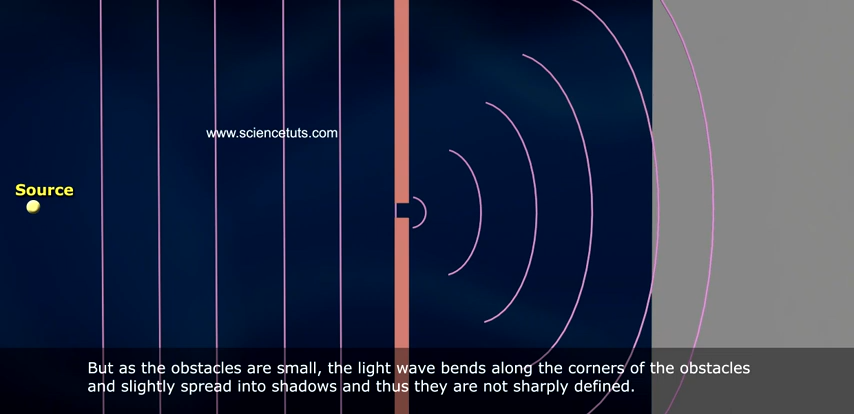 www.sciencetuts.com
Source
But as the obstacles are small, the light wave bends along the corners of the obstacles
and slightly spread into shadows and thus they are not sharply defined.